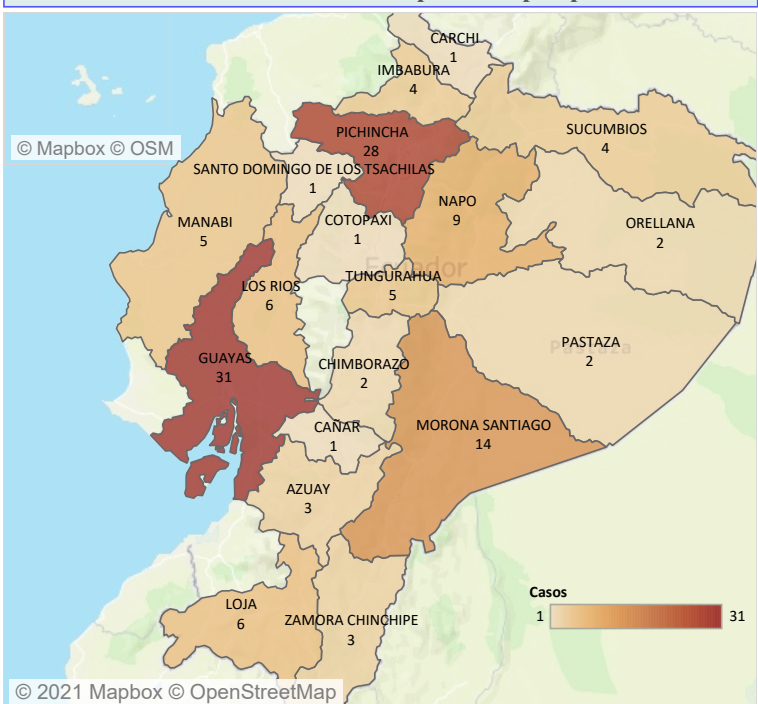 CARCHI
1
IMBABURA
4
PICHINCHA
28
SUCUMBIOS
4
© Mapbox © OSM
SANTO DOMINGO DE LOS TSACHILAS
1
NAPO
9
MANABI
5
COTOPAXI
1
ORELLANA
2
Ecuador
TUNGURAHUA
5
LOS RIOS
6
PASTAZA
2
Pastaza
GUAYAS
31
CHIMBORAZO
2
CAÑAR
1
MORONA SANTIAGO
14
AZUAY
3
LOJA
6
ZAMORA CHINCHIPE
3
Casos
1 31
© 2021 Mapbox © OpenStreetMap